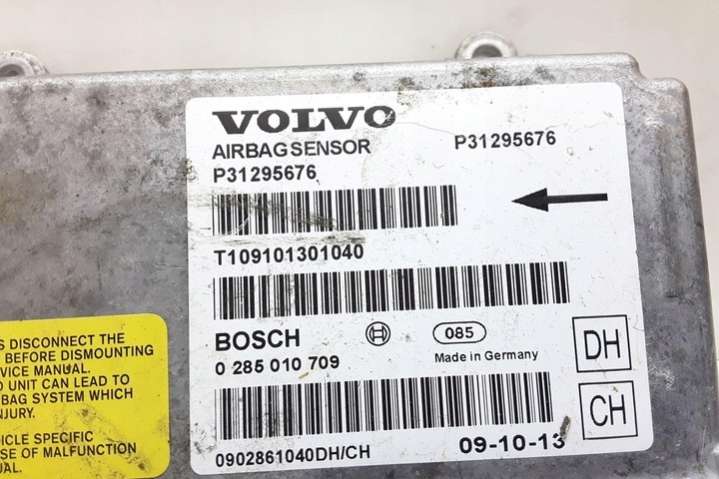 VOLVO
AIRBAGSENSOR P31295676
P31295676
T109101301040
BOSCH 085
0 285 010 709 Made in Germany
DH
CH
0902861040DH/CH 09-10-13
DISCONNECT THE
BEFORE DISMOUNTING
VICE MANUAL.
UNIT CAN LEAD TO
BAG SYSTEM WHICH
NJURY.
ICLE SPECIFIC
SE OF MALFUNCTION
UAL.